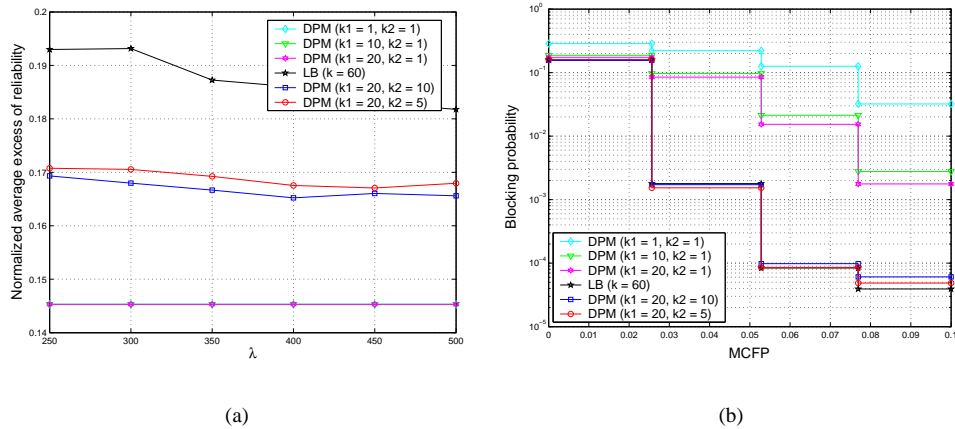 0.2
0.19
0.18
0.17
0.16
0.15
0.14
250
300
350
400
450
500
Normalized average excess of reliability
λ
DPM (k1 = 1, k2 = 1)
DPM (k1 = 10, k2 = 1)
DPM (k1 = 20, k2 = 1)
LB (k = 60)
DPM (k1 = 20, k2 = 10)
DPM (k1 = 20, k2 = 5)
(a)
10^0
10^-1
10^-2
10^-3
10^-4
10^-5
0
0.01
0.02
0.03
0.04
0.05
0.06
0.07
0.08
0.09
0.1
Blocking probability
MCFP
DPM (k1 = 1, k2 = 1)
DPM (k1 = 10, k2 = 1)
DPM (k1 = 20, k2 = 1)
LB (k = 60)
DPM (k1 = 20, k2 = 10)
DPM (k1 = 20, k2 = 5)
(b)